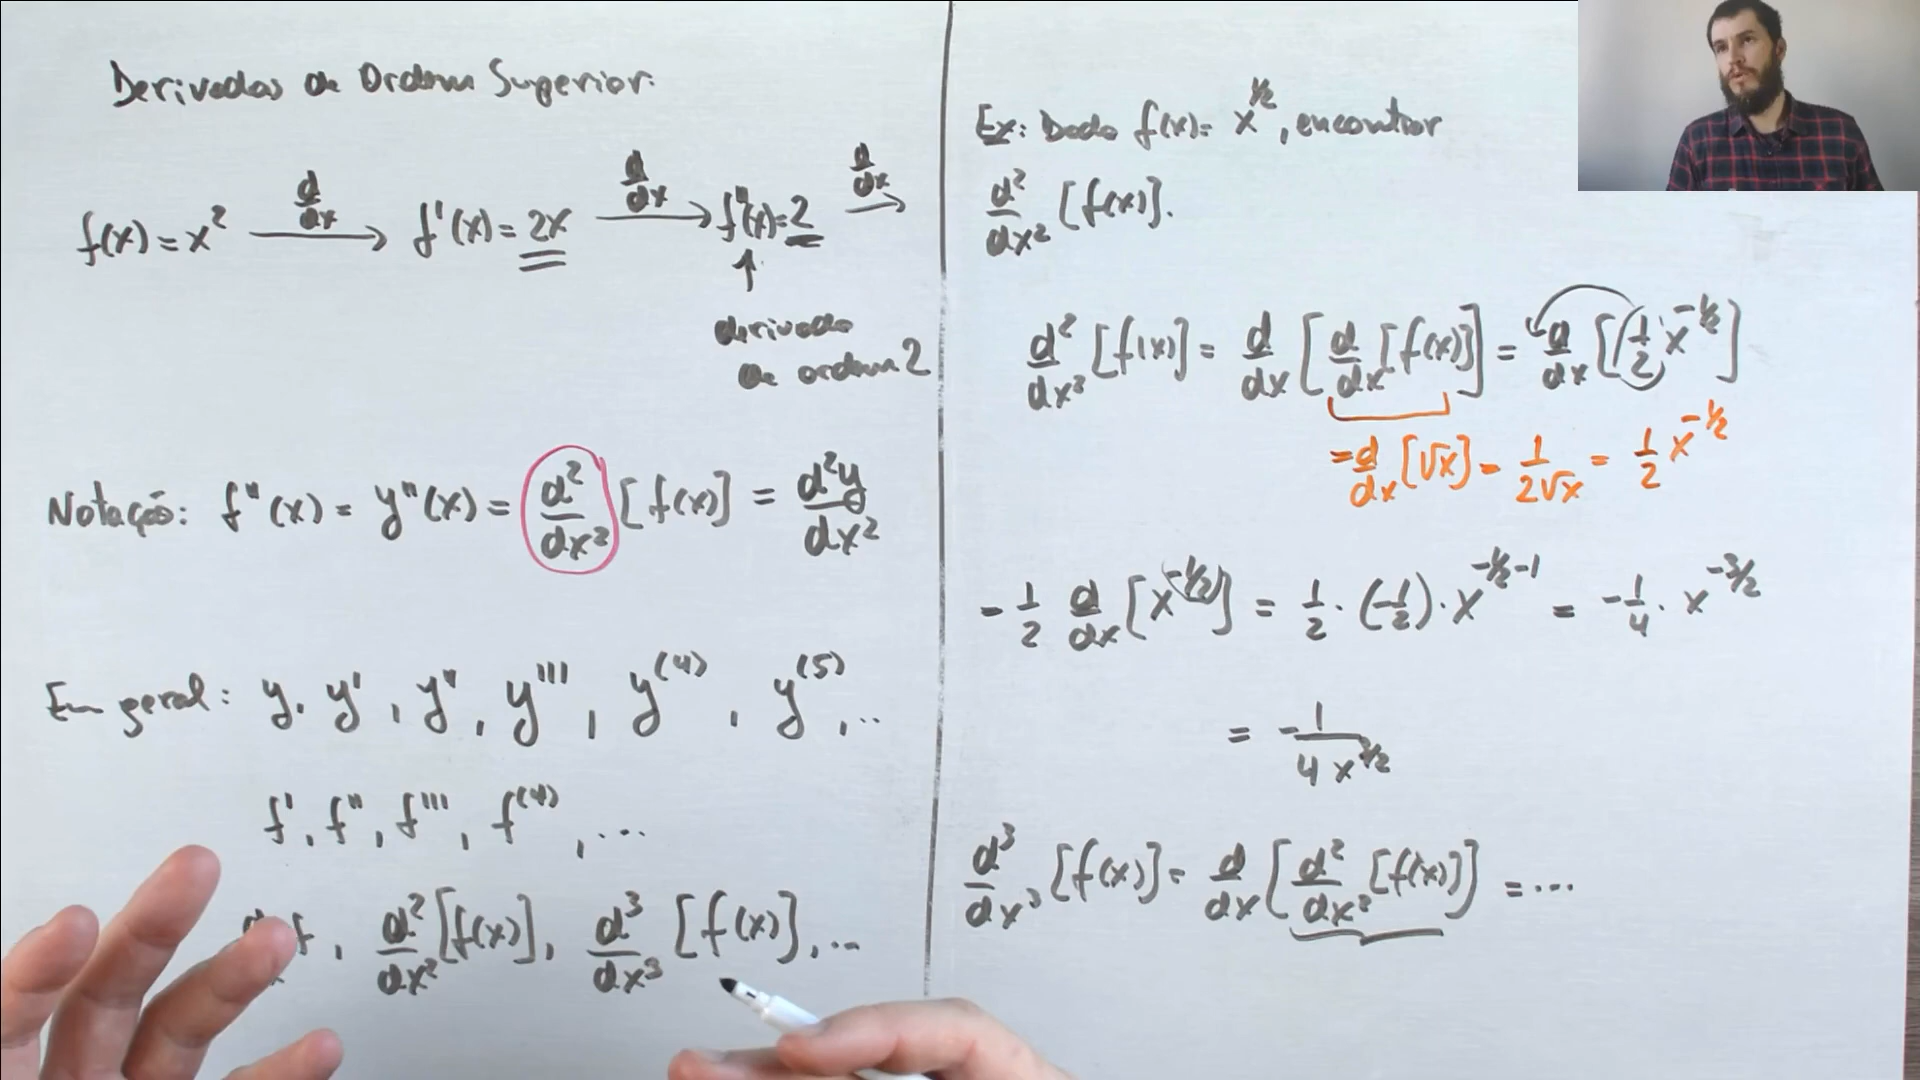 Derivadas de Ordem Superior:
f(x) = x² —d/dx→ f'(x) = 2x —d/dx→ f''(x) = 2 —d/dx→
↑
derivada
de ordem 2
Notação: f''(x) = y''(x) = d²/dx² [f(x)] = d²y/dx²
Em geral: y, y', y'', y''', y⁽⁴⁾, y⁽⁵⁾, ...
f', f'', f''', f⁽⁴⁾, ...
f, d²/dx² [f(x)], d³/dx³ [f(x)], ...
Ex: Dada f(x) = x^½, encontrar
d²/dx² [f(x)].
d²/dx² [f(x)] = d/dx [d/dx [f(x)]] = d/dx [(1/2) x^-½]
= d/dx [√x] = 1/(2√x) = 1/2 x^-½
= 1/2 d/dx [x^(-½)] = 1/2 · (-1/2) · x^(-½-1) = -1/4 · x^-3/2
= -1/(4 x^3/2)
d³/dx³ [f(x)] = d/dx [d²/dx² [f(x)]] = ...